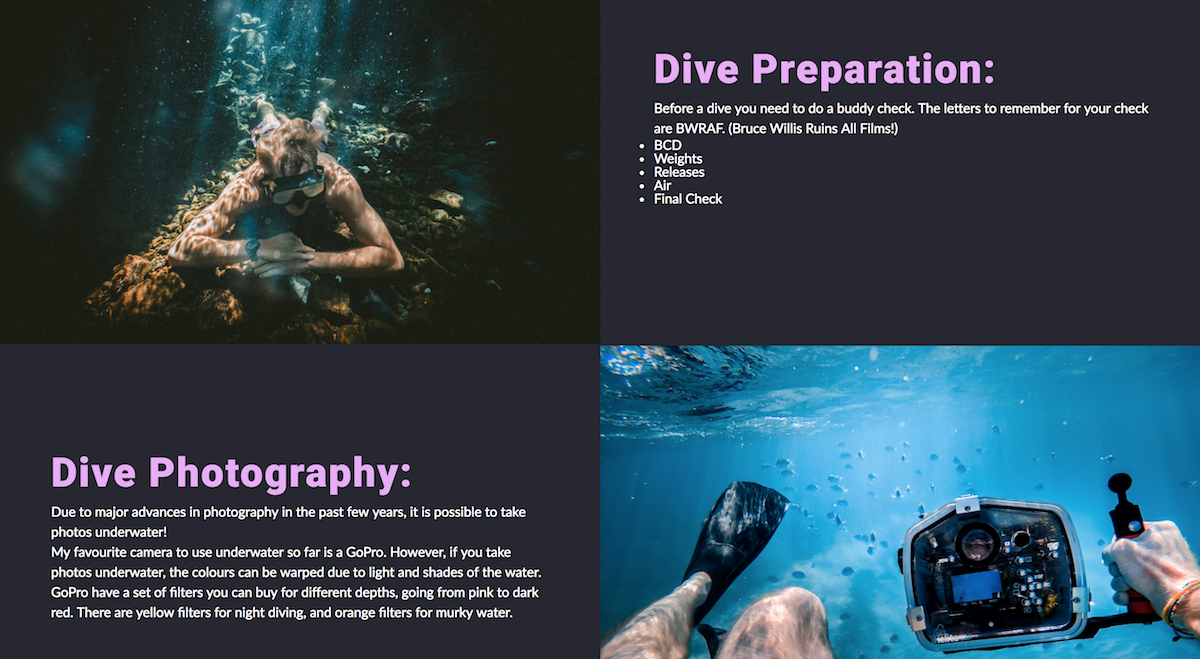 Dive Preparation:
Before a dive you need to do a buddy check. The letters to remember for your check
are BWRAF. (Bruce Willis Ruins All Films!)
BCD
Weights
Releases
Air
Final Check
Dive Photography:
Due to major advances in photography in the past few years, it is possible to take
photos underwater!
My favourite camera to use underwater so far is a GoPro. However, if you take
photos underwater, the colours can be warped due to light and shades of the water.
GoPro have a set of filters you can buy for different depths, going from pink to dark
red. There are yellow filters for night diving, and orange filters for murky water.